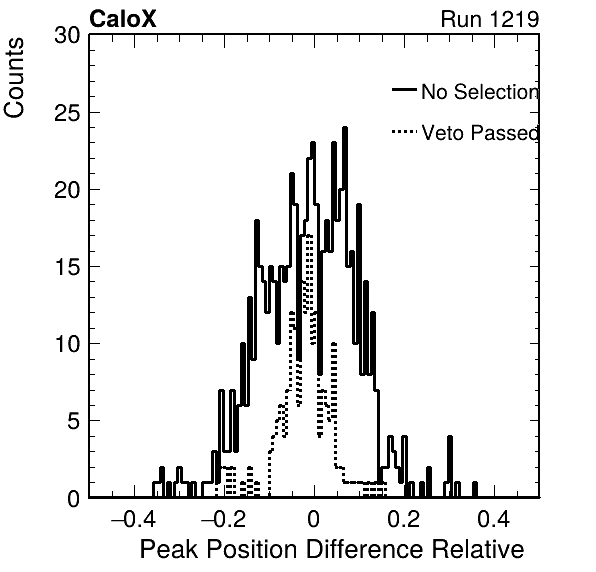 CaloX Run 1219
Counts
30
25
20
15
10
5
0
No Selection
Veto Passed
−0.4 −0.2 0 0.2 0.4
Peak Position Difference Relative